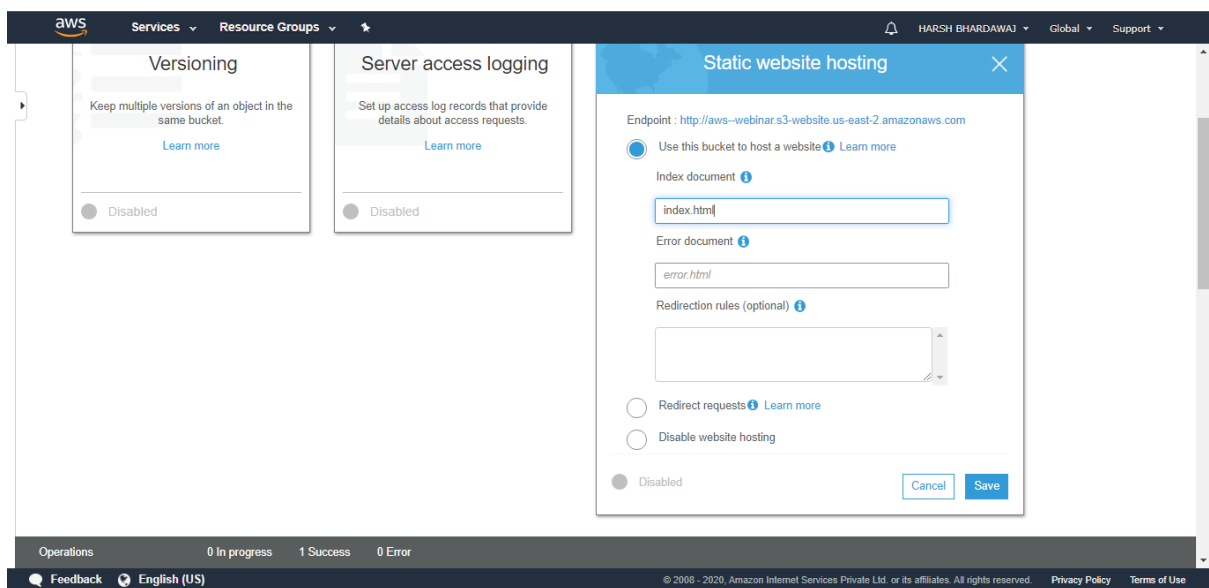 aws Services Resource Groups HARSH BHARDAWAJ Global Support
Versioning
Keep multiple versions of an object in the
same bucket.
Learn more
Disabled
Server access logging
Set up access log records that provide
details about access requests.
Learn more
Disabled
Static website hosting
Endpoint : http://aws--webinar.s3-website.us-east-2.amazonaws.com
Use this bucket to host a website Learn more
Index document
index.html
Error document
error.html
Redirection rules (optional)
Redirect requests Learn more
Disable website hosting
Disabled Cancel Save
Operations 0 In progress 1 Success 0 Error
Feedback English (US) © 2008 - 2020, Amazon Internet Services Private Ltd. or its affiliates. All rights reserved. Privacy Policy Terms of Use